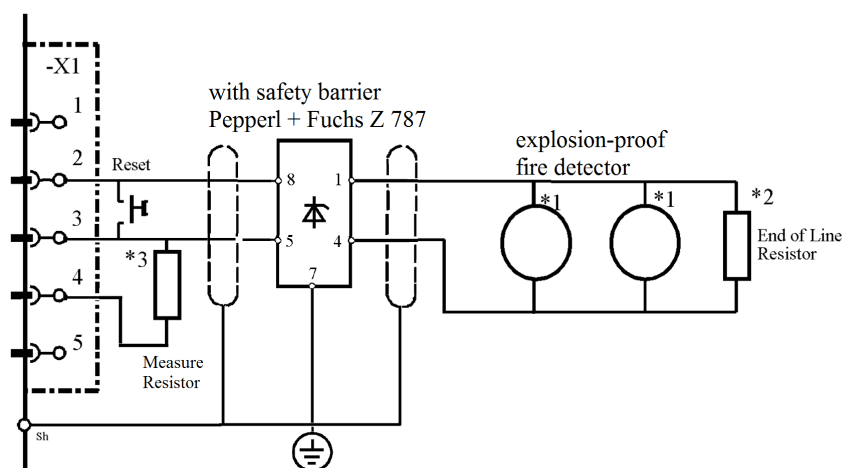 -X1
1
2
3
4
5
Reset
*3
Measure
Resistor
with safety barrier
Pepperl + Fuchs Z 787
8
1
5
4
7
explosion-proof
fire detector
*1
*1
*2
End of Line
Resistor
Sh